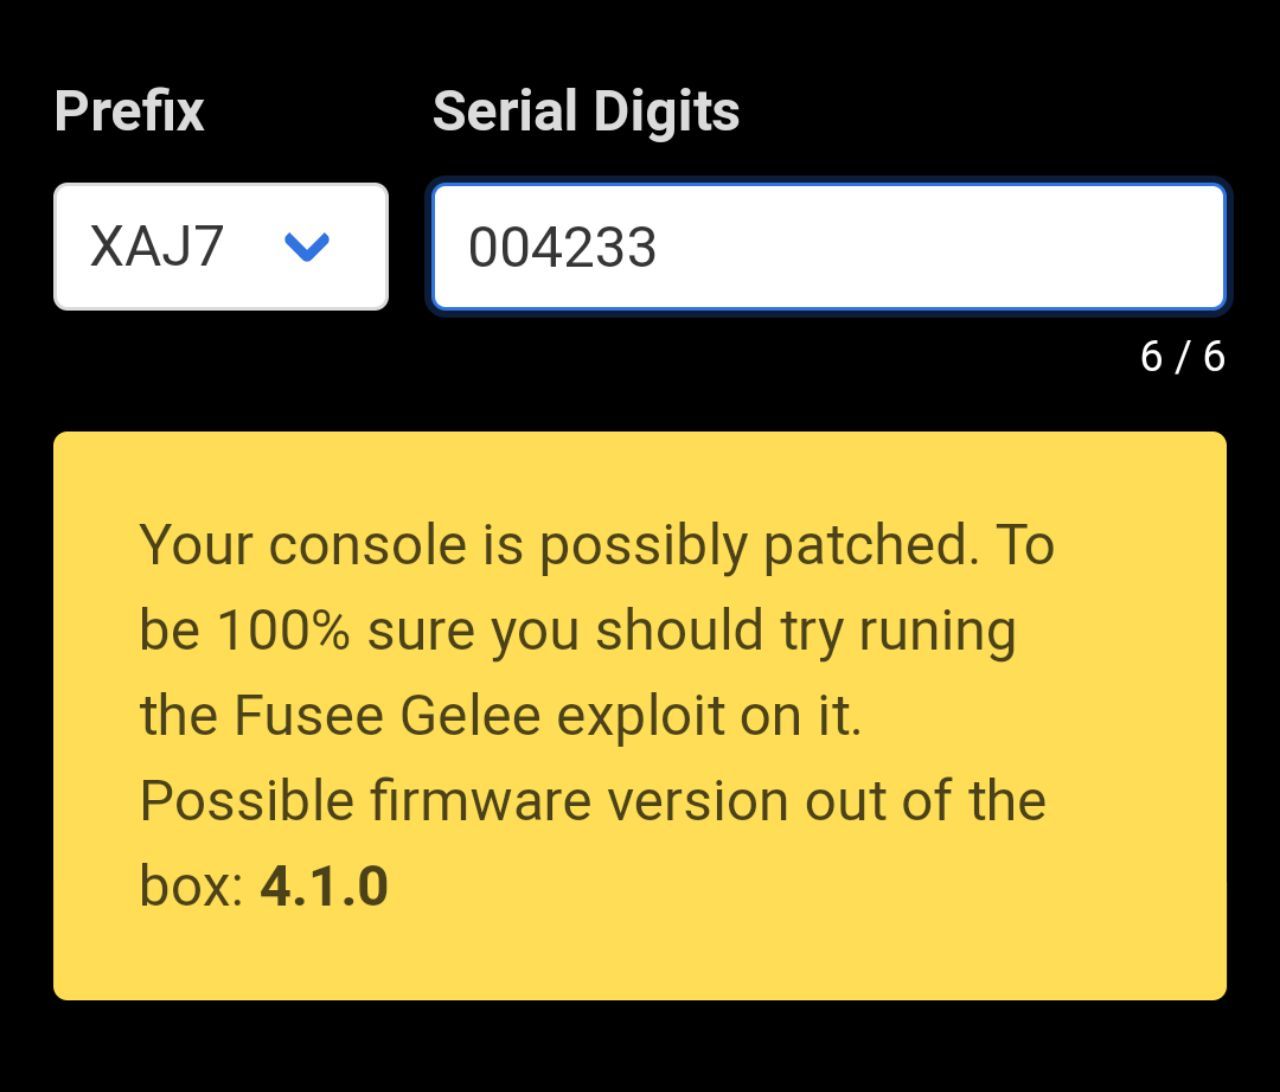 Prefix
Serial Digits
XAJ7
004233
6 / 6
Your console is possibly patched. To
be 100% sure you should try runing
the Fusee Gelee exploit on it.
Possible firmware version out of the
box: 4.1.0